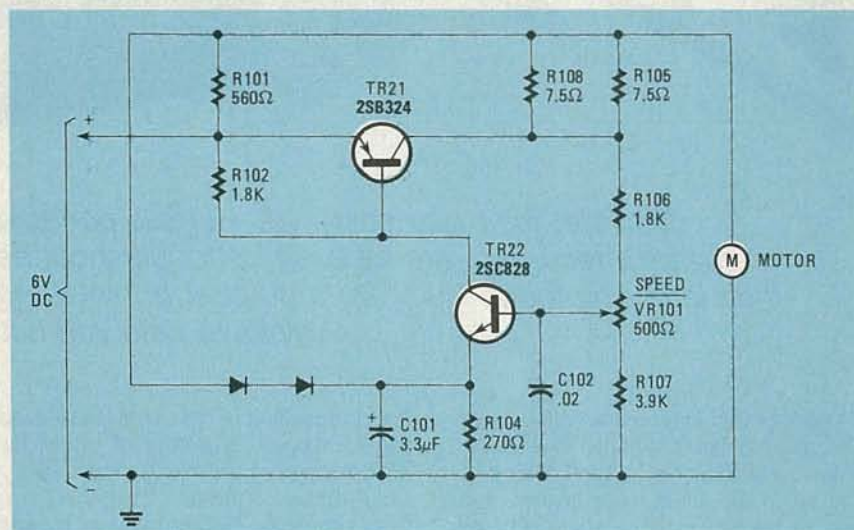 R101
560Ω
TR21
2SB324
R108
7.5Ω
R105
7.5Ω
+
R102
1.8K
R106
1.8K
TR22
2SC828
M MOTOR
6V
DC
SPEED
VR101
500Ω
+
C101
3.3μF
R104
270Ω
C102
.02
R107
3.9K
−